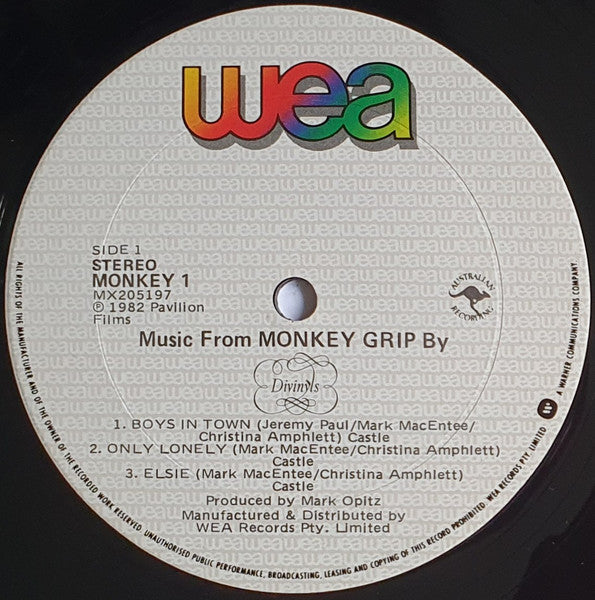 wea
SIDE 1
STEREO
MONKEY 1
MX205197
Ⓟ 1982 Pavilion
Films
AUSTRALIAN
RECORDING
Music From MONKEY GRIP By
Divinyls
1. BOYS IN TOWN (Jeremy Paul/Mark MacEntee/
Christina Amphlett) Castle
2. ONLY LONELY (Mark MacEntee/Christina Amphlett)
Castle
3. ELSIE (Mark MacEntee/Christina Amphlett)
Castle
Produced by Mark Opitz
Manufactured & Distributed by
WEA Records Pty. Limited
ALL RIGHTS OF THE MANUFACTURER AND OF THE OWNER OF THE RECORDED WORK RESERVED. UNAUTHORISED PUBLIC PERFORMANCE, BROADCASTING, LEASING AND COPYING OF THIS RECORD PROHIBITED. WEA RECORDS PTY. LIMITED
A WARNER COMMUNICATIONS COMPANY.